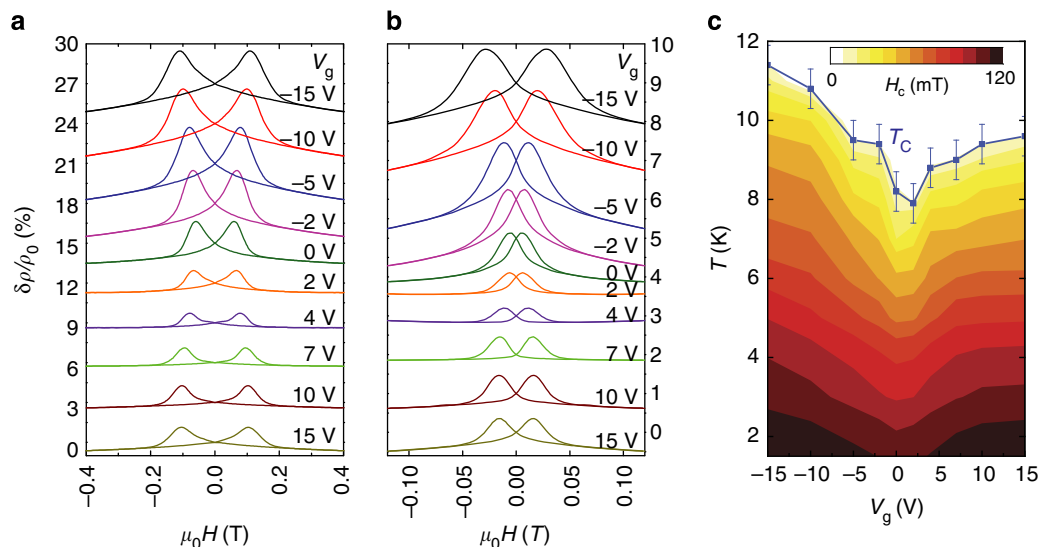 a
30
27
24
21
18
15
12
9
6
3
0
δρ/ρ0 (%)
Vg
−15 V
−10 V
−5 V
−2 V
0 V
2 V
4 V
7 V
10 V
15 V
−0.4
−0.2
0.0
0.2
0.4
μ0H (T)
b
10
9
8
7
6
5
4
3
2
1
0
Vg
−15 V
−10 V
−5 V
−2 V
0 V
2 V
4 V
7 V
10 V
15 V
−0.10
−0.05
0.00
0.05
0.10
μ0H (T)
c
12
10
8
6
4
2
T (K)
0 Hc (mT) 120
TC
−15 −10 −5 0 5 10 15
Vg (V)